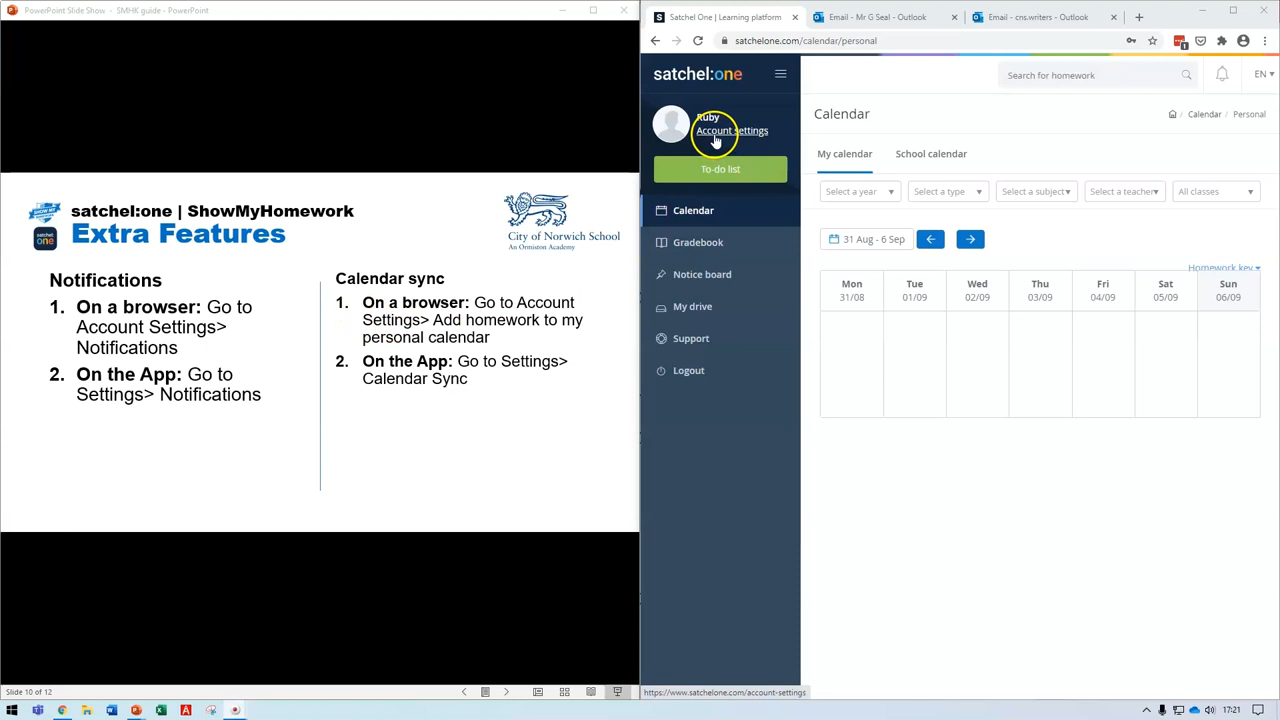 PowerPoint Slide Show - SMHK guide - PowerPoint
satchel:one | ShowMyHomework
Extra Features
City of Norwich School
An Ormiston Academy
SHOW MY HOMEWORK
satchel one
Notifications
1. On a browser: Go to
Account Settings>
Notifications
2. On the App: Go to
Settings> Notifications
Calendar sync
1. On a browser: Go to Account
Settings> Add homework to my
personal calendar
2. On the App: Go to Settings>
Calendar Sync
Slide 10 of 12
Satchel One | Learning platform
Email - Mr G Seal - Outlook
Email - cns.writers - Outlook
satchelone.com/calendar/personal
1
satchel:one
Search for homework
EN
Ruby
Account settings
To-do list
Calendar
Gradebook
Notice board
My drive
Support
Logout
Calendar
Calendar / Personal
My calendar
School calendar
Select a year
Select a type
Select a subject
Select a teacher
All classes
31 Aug - 6 Sep
Homework key
Mon Tue Wed Thu Fri Sat Sun
31/08 01/09 02/09 03/09 04/09 05/09 06/09
https://www.satchelone.com/account-settings
17:21